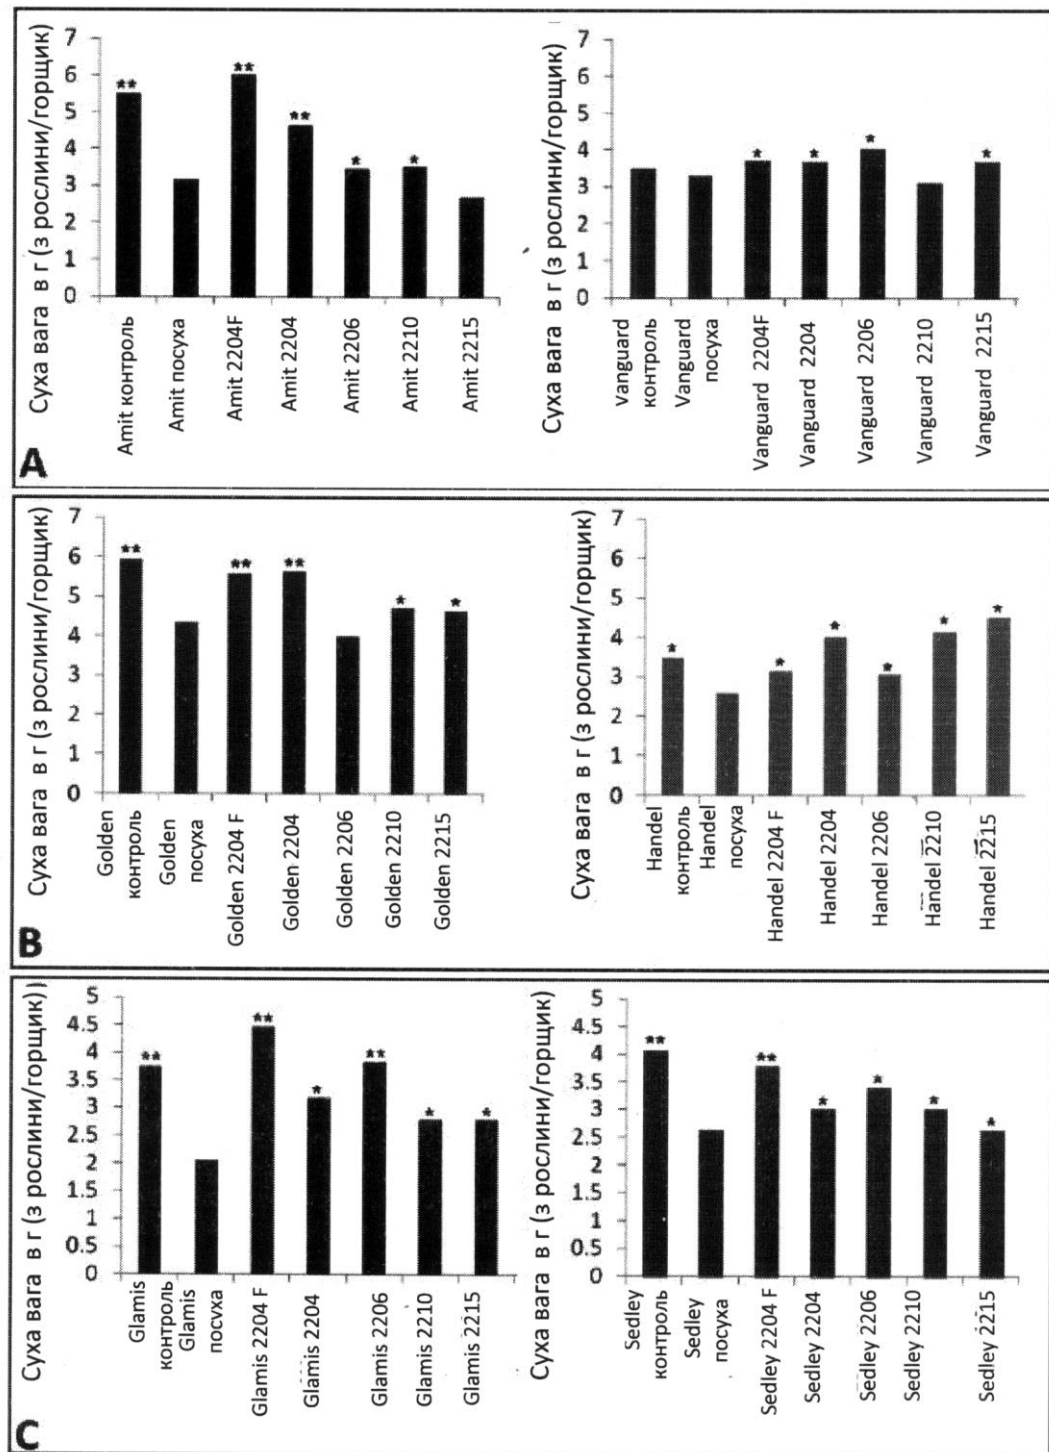 Суха вага в г (з рослини/горщик)
7
6
5
4
3
2
1
0
**
**
**
*
*
Amit контроль
Amit посуха
Amit 2204F
Amit 2204
Amit 2206
Amit 2210
Amit 2215
Суха вага в г (з рослини/горщик)
7
6
5
4
3
2
1
0
*
*
*
*
Vanguard
контроль
Vanguard
посуха
Vanguard 2204F
Vanguard 2204
Vanguard 2206
Vanguard 2210
Vanguard 2215
A
Суха вага в г (з рослини/горщик)
7
6
5
4
3
2
1
0
**
**
**
*
*
Golden
контроль
Golden
посуха
Golden 2204 F
Golden 2204
Golden 2206
Golden 2210
Golden 2215
Суха вага в г (з рослини/горщик)
7
6
5
4
3
2
1
0
*
*
*
*
*
*
Handel
контроль
Handel
посуха
Handel 2204 F
Handel 2204
Handel 2206
Handel 2210
Handel 2215
B
Суха вага в г (з рослини/горщик))
5
4.5
4
3.5
3
2.5
2
1.5
1
0.5
0
**
**
*
**
*
*
Glamis
контроль
Glamis
посуха
Glamis 2204 F
Glamis 2204
Glamis 2206
Glamis 2210
Glamis 2215
Суха вага в г (з рослини/горщик)
5
4.5
4
3.5
3
2.5
2
1.5
1
0.5
0
**
**
*
*
*
*
Sedley
контроль
Sedley
посуха
Sedley 2204 F
Sedley 2204
Sedley 2206
Sedley 2210
Sedley 2215
C